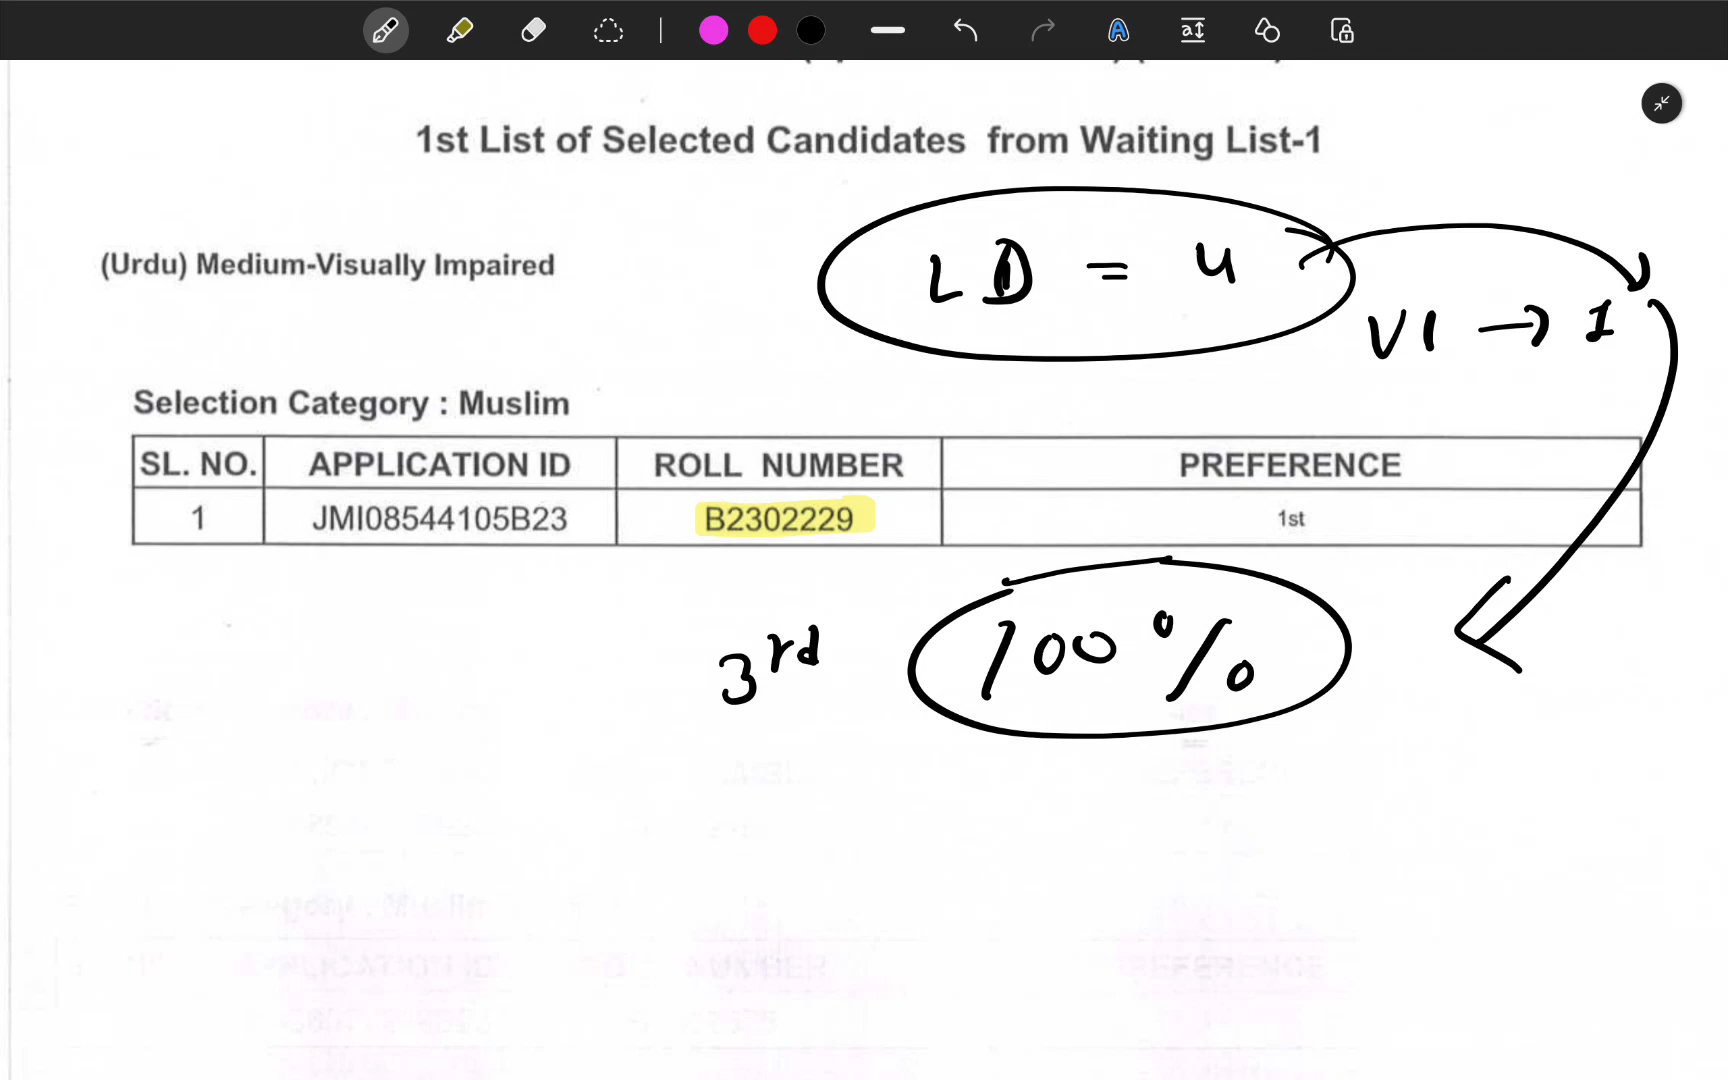 1st List of Selected Candidates from Waiting List-1
(Urdu) Medium-Visually Impaired
LD = 4
VI → I
Selection Category : Muslim
SL. NO. APPLICATION ID ROLL NUMBER PREFERENCE
1 JMI08544105B23 B2302229 1st
3rd 100%